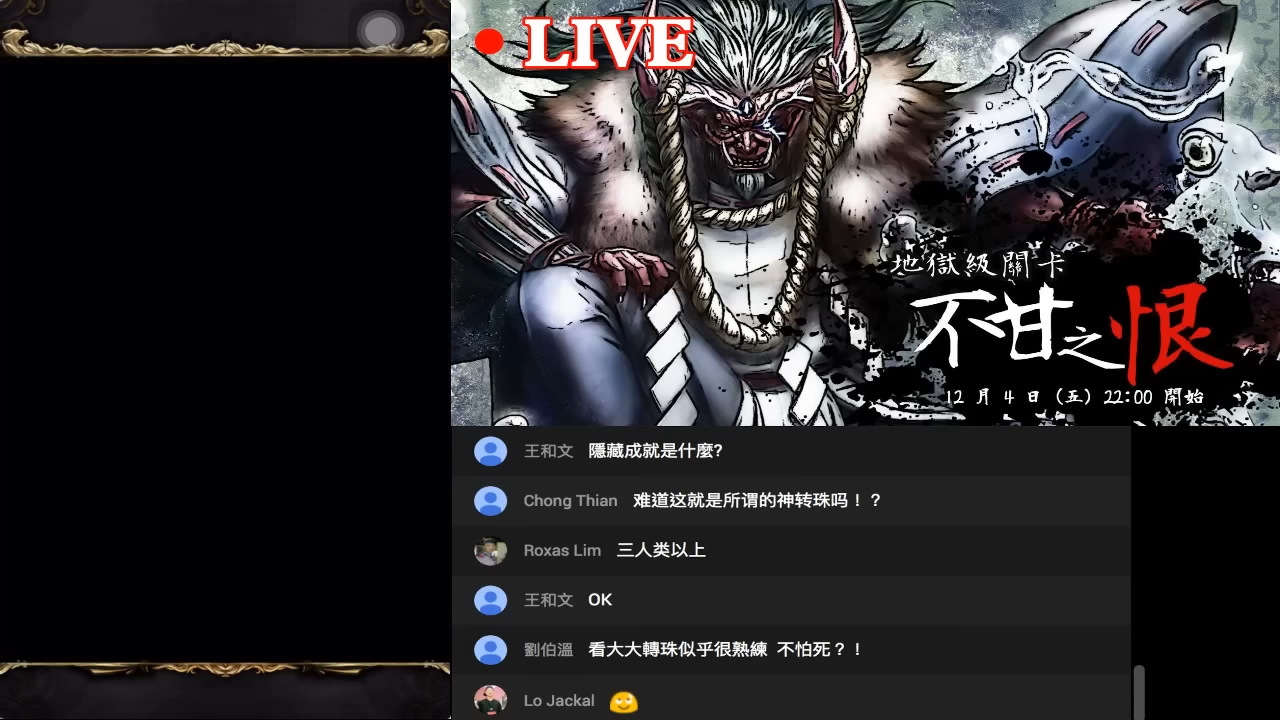 LIVE
地獄級關卡
不甘之恨
12 月 4 日 (五) 22:00 開始
王和文 隱藏成就是什麼?
Chong Thian 难道这就是所谓的神转珠吗！？
Roxas Lim 三人类以上
王和文 OK
劉伯溫 看大大轉珠似乎很熟練 不怕死？！
Lo Jackal